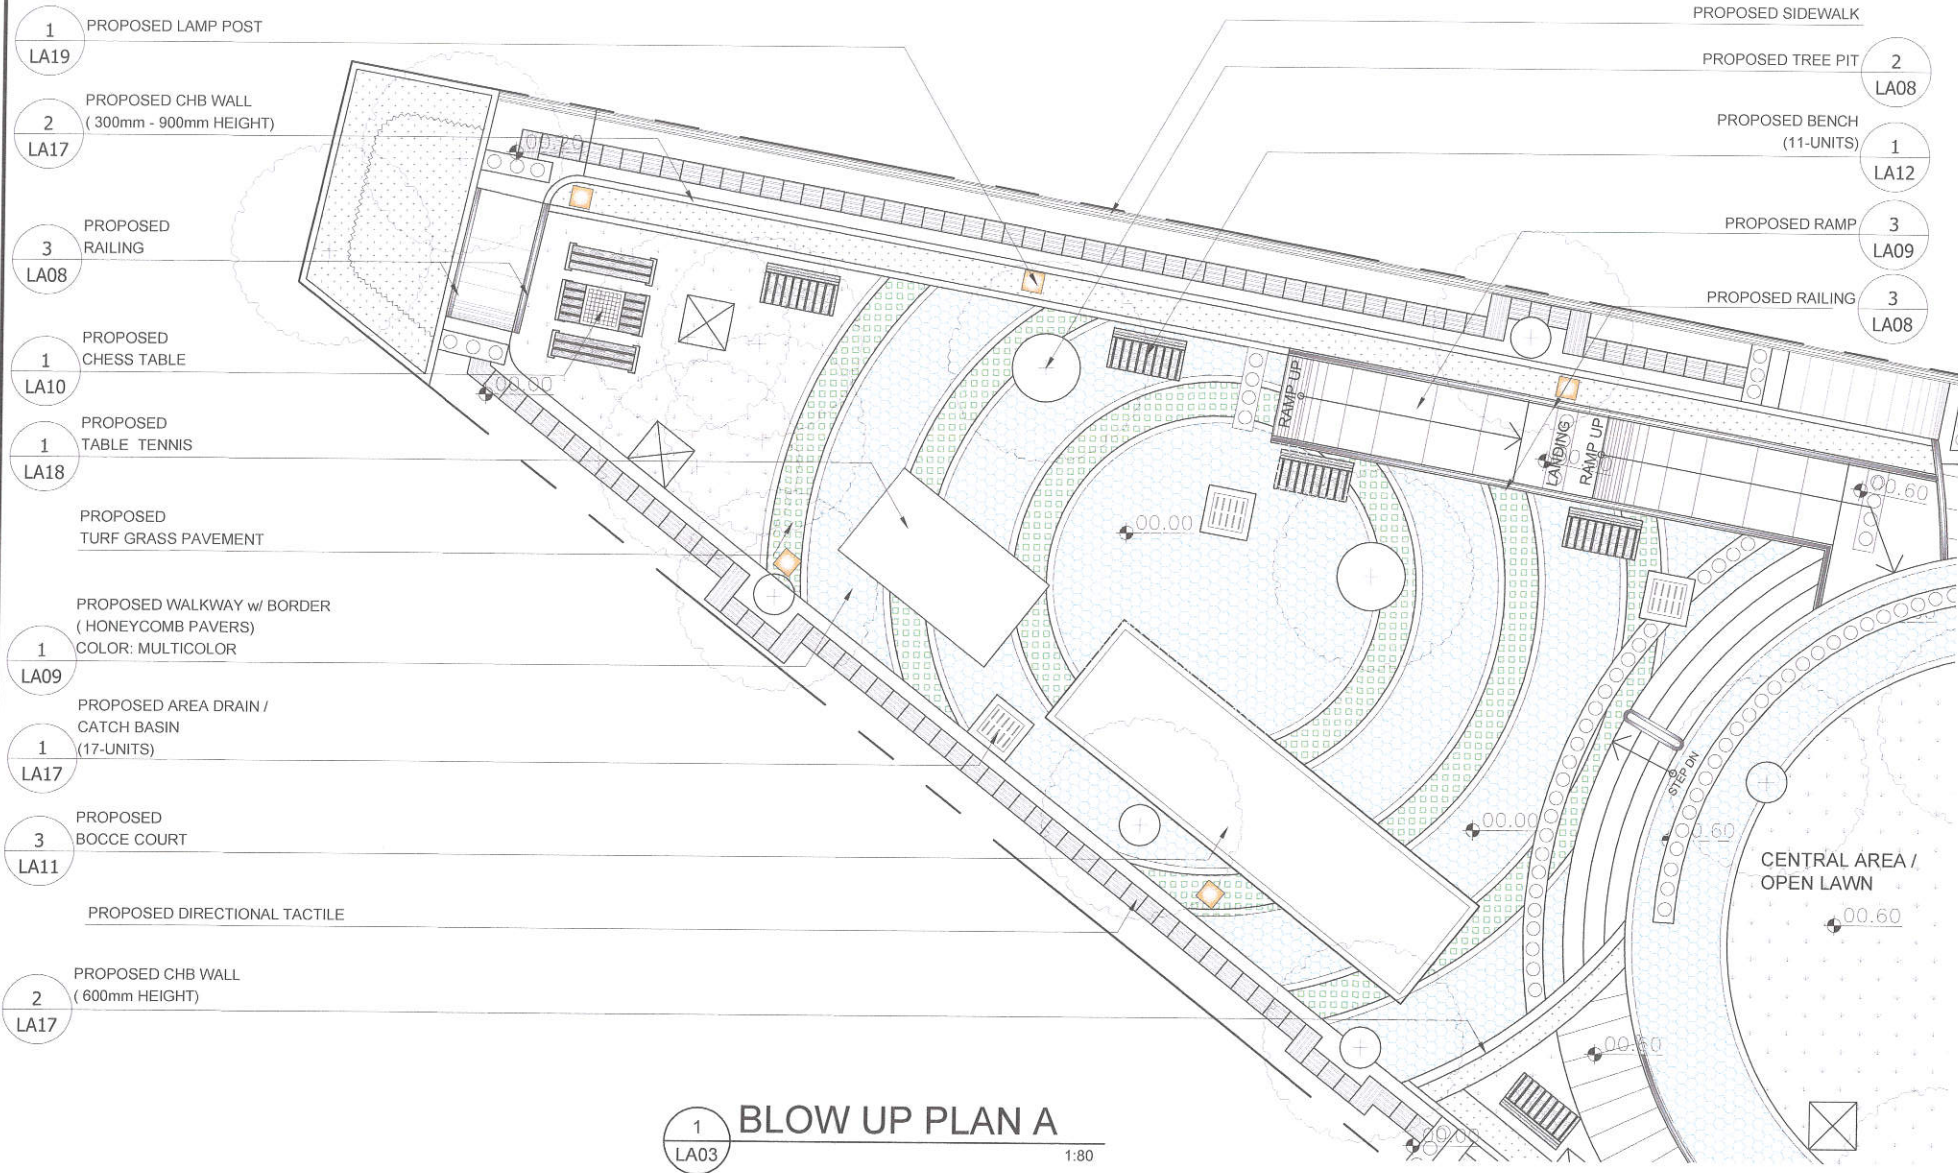 1
LA19
PROPOSED LAMP POST
2
LA17
PROPOSED CHB WALL
( 300mm - 900mm HEIGHT)
3
LA08
PROPOSED
RAILING
1
LA10
PROPOSED
CHESS TABLE
1
LA18
PROPOSED
TABLE TENNIS
PROPOSED
TURF GRASS PAVEMENT
1
LA09
PROPOSED WALKWAY w/ BORDER
( HONEYCOMB PAVERS)
COLOR: MULTICOLOR
1
LA17
PROPOSED AREA DRAIN /
CATCH BASIN
(17-UNITS)
3
LA11
PROPOSED
BOCCE COURT
PROPOSED DIRECTIONAL TACTILE
2
LA17
PROPOSED CHB WALL
( 600mm HEIGHT)
PROPOSED SIDEWALK
PROPOSED TREE PIT
2
LA08
PROPOSED BENCH
(11-UNITS)
1
LA12
PROPOSED RAMP
3
LA09
PROPOSED RAILING
3
LA08
00.20
00.00
RAMP UP
LANDING
RAMP UP
00.60
00.00
STEP DN
00.00
0.60
CENTRAL AREA /
OPEN LAWN
00.60
00.60
00.00
1
LA03
BLOW UP PLAN A
1:80